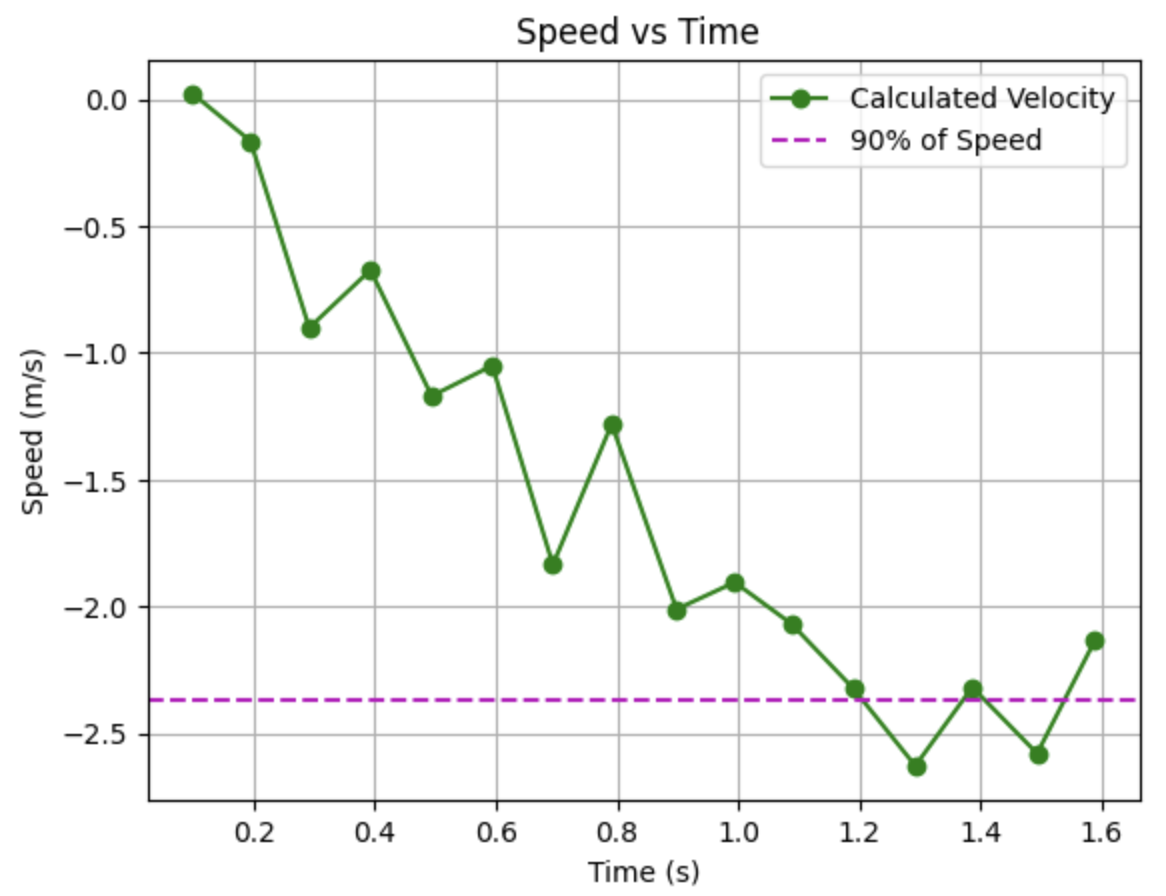 Speed vs Time
Calculated Velocity
90% of Speed
Speed (m/s)
0.0
−0.5
−1.0
−1.5
−2.0
−2.5
0.2 0.4 0.6 0.8 1.0 1.2 1.4 1.6
Time (s)